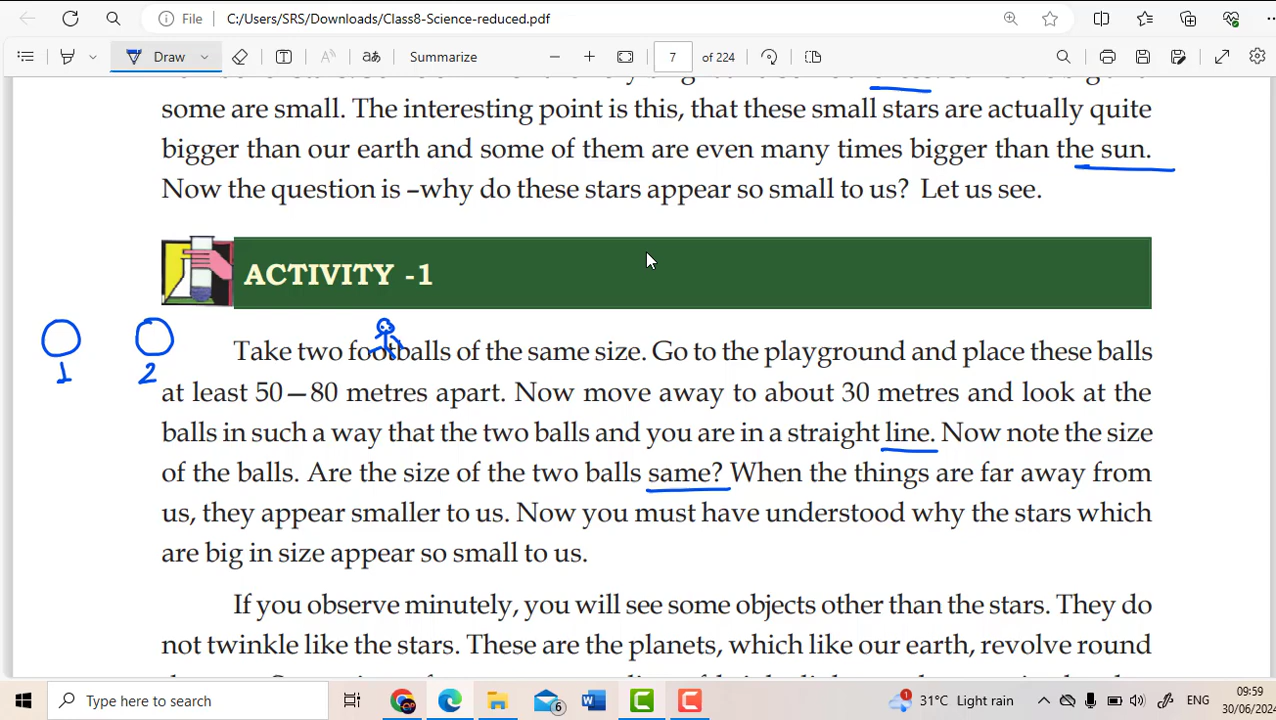 File C:/Users/SRS/Downloads/Class8-Science-reduced.pdf
Draw T aあ Summarize 7 of 224
some are small. The interesting point is this, that these small stars are actually quite
bigger than our earth and some of them are even many times bigger than the sun.
Now the question is –why do these stars appear so small to us? Let us see.
ACTIVITY -1
Take two footballs of the same size. Go to the playground and place these balls
1 2
at least 50—80 metres apart. Now move away to about 30 metres and look at the
balls in such a way that the two balls and you are in a straight line. Now note the size
of the balls. Are the size of the two balls same? When the things are far away from
us, they appear smaller to us. Now you must have understood why the stars which
are big in size appear so small to us.
If you observe minutely, you will see some objects other than the stars. They do
not twinkle like the stars. These are the planets, which like our earth, revolve round
Type here to search 6 W 1 31°C Light rain ENG 09:59
30/06/2024